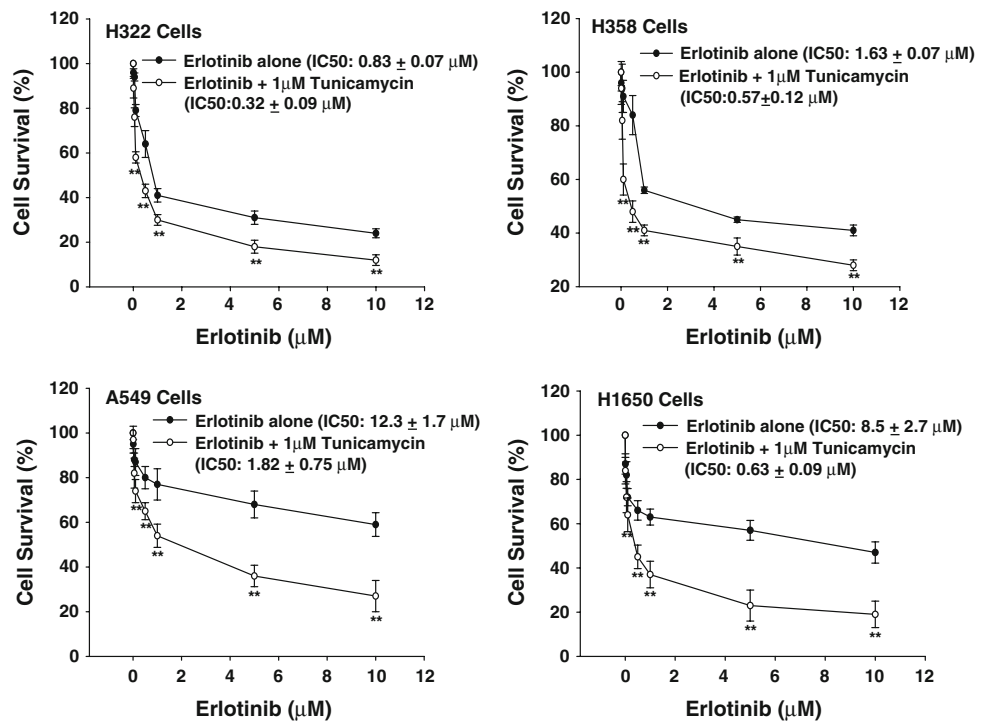 H322 Cells
Erlotinib alone (IC50: 0.83 ± 0.07 μM)
Erlotinib + 1μM Tunicamycin
(IC50:0.32 ± 0.09 μM)
Cell Survival (%)
120
100
80
60
40
20
0
**
**
**
**
**
0 2 4 6 8 10 12
Erlotinib (μM)
H358 Cells
Erlotinib alone (IC50: 1.63 ± 0.07 μM)
Erlotinib + 1μM Tunicamycin
(IC50:0.57±0.12 μM)
Cell Survival (%)
120
100
80
60
40
20
**
**
**
**
**
0 2 4 6 8 10 12
Erlotinib (μM)
A549 Cells
Erlotinib alone (IC50: 12.3 ± 1.7 μM)
Erlotinib + 1μM Tunicamycin
(IC50: 1.82 ± 0.75 μM)
Cell Survival (%)
120
100
80
60
40
20
0
**
**
**
**
**
0 2 4 6 8 10 12
Erlotinib (μM)
H1650 Cells
Erlotinib alone (IC50: 8.5 ± 2.7 μM)
Erlotinib + 1μM Tunicamycin
(IC50: 0.63 ± 0.09 μM)
Cell Survival (%)
120
100
80
60
40
20
0
**
**
**
**
**
0 2 4 6 8 10 12
Erlotinib (μM)